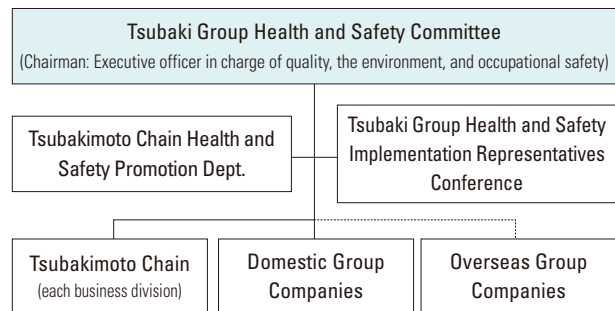 Tsubaki Group Health and Safety Committee
(Chairman: Executive officer in charge of quality, the environment, and occupational safety)
Tsubakimoto Chain Health and
Safety Promotion Dept.
Tsubaki Group Health and Safety
Implementation Representatives
Conference
Tsubakimoto Chain
(each business division)
Domestic Group
Companies
Overseas Group
Companies